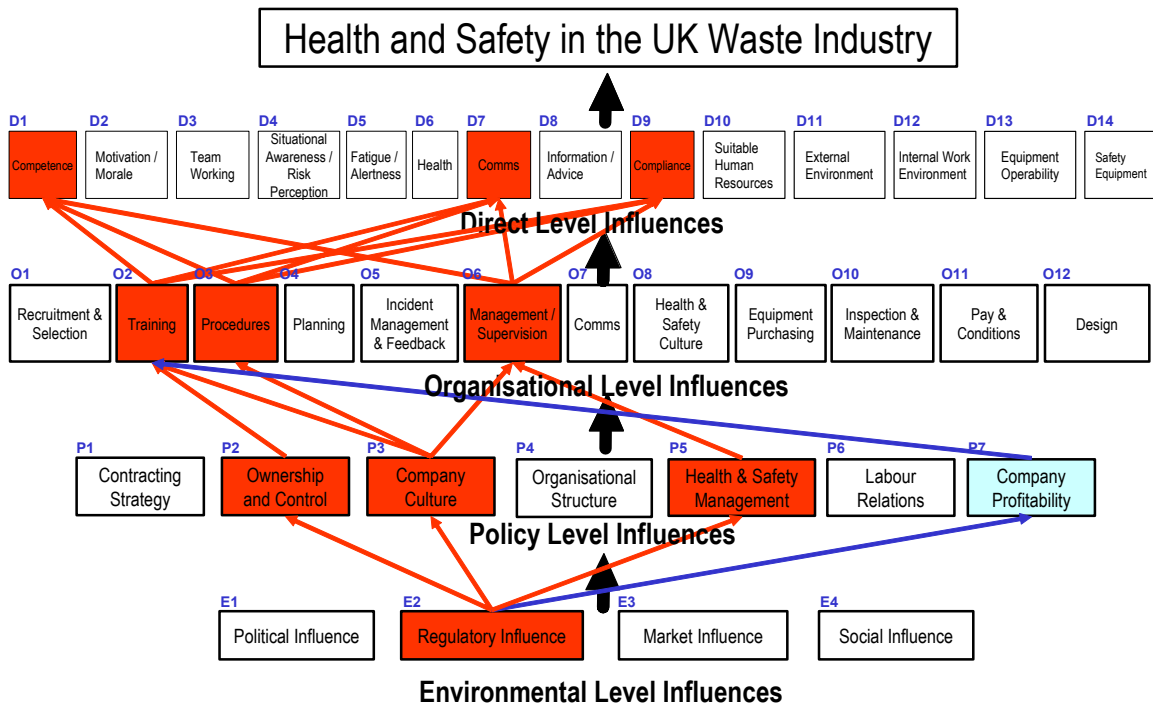 Health and Safety in the UK Waste Industry
D1 D2 D3 D4 D5 D6 D7 D8 D9 D10 D11 D12 D13 D14
Competence
Motivation /
Morale
Team
Working
Situational
Awareness /
Risk
Perception
Fatigue /
Alertness
Health
Comms
Information /
Advice
Compliance
Suitable
Human
Resources
External
Environment
Internal Work
Environment
Equipment
Operability
Safety
Equipment
Direct Level Influences
O1 O2 O3 O4 O5 O6 O7 O8 O9 O10 O11 O12
Recruitment &
Selection
Training
Procedures
Planning
Incident
Management
& Feedback
Management /
Supervision
Comms
Health &
Safety
Culture
Equipment
Purchasing
Inspection &
Maintenance
Pay &
Conditions
Design
Organisational Level Influences
P1 P2 P3 P4 P5 P6 P7
Contracting
Strategy
Ownership
and Control
Company
Culture
Organisational
Structure
Health & Safety
Management
Labour
Relations
Company
Profitability
Policy Level Influences
E1 E2 E3 E4
Political Influence
Regulatory Influence
Market Influence
Social Influence
Environmental Level Influences